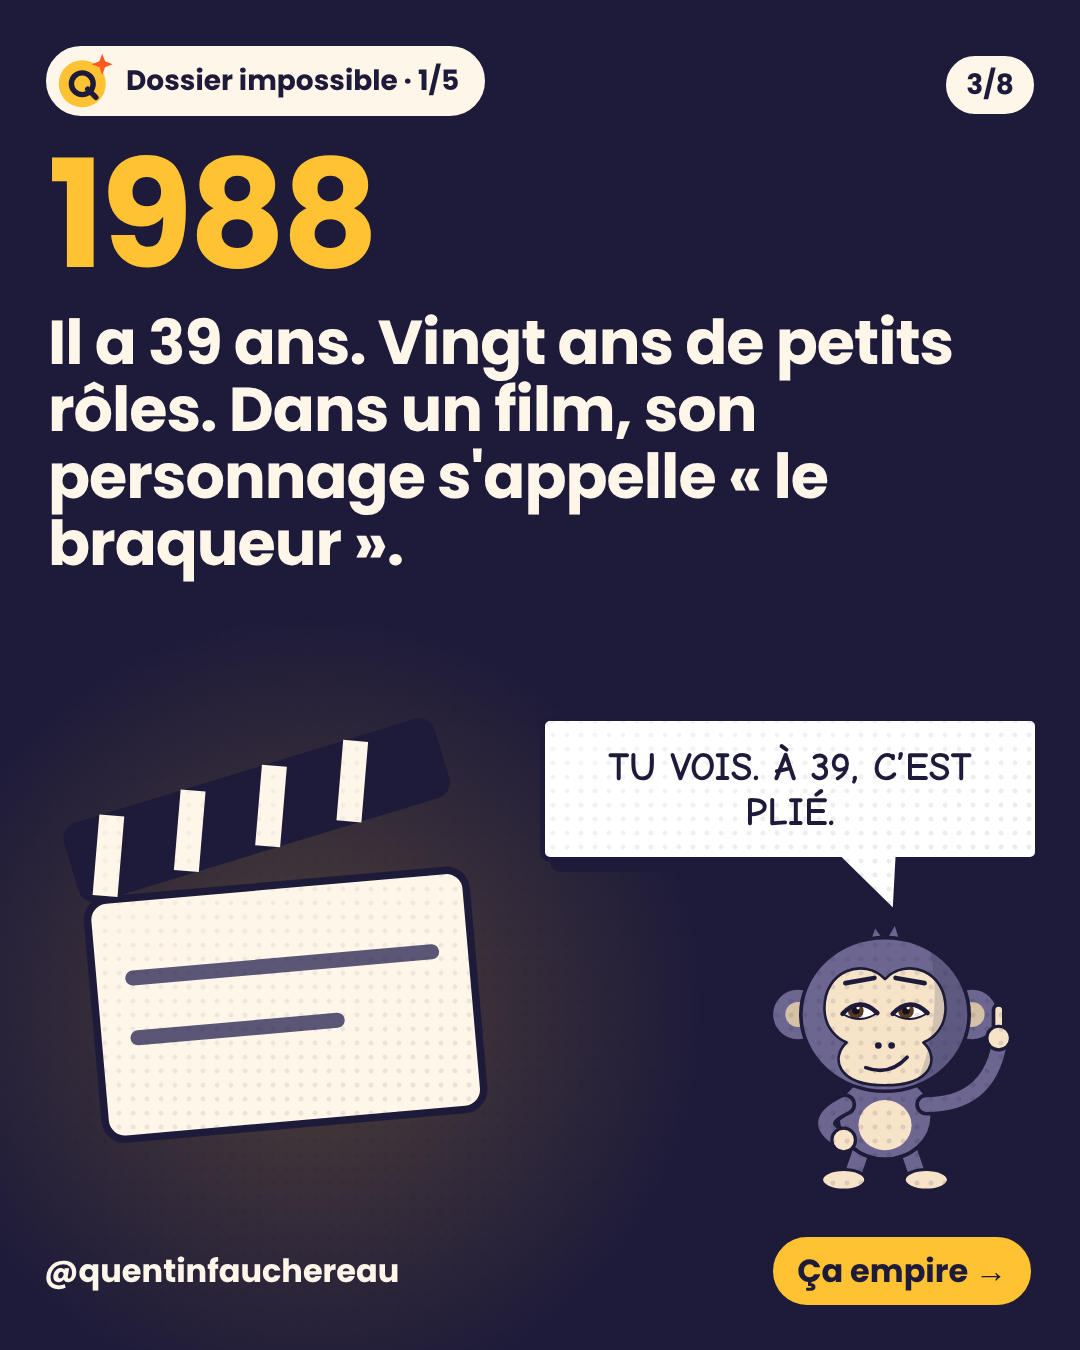 Q
Dossier impossible · 1/5
3/8
1988
Il a 39 ans. Vingt ans de petits
rôles. Dans un film, son
personnage s'appelle « le
braqueur ».
TU VOIS. À 39, C'EST
PLIÉ.
@quentinfauchereau
Ça empire →